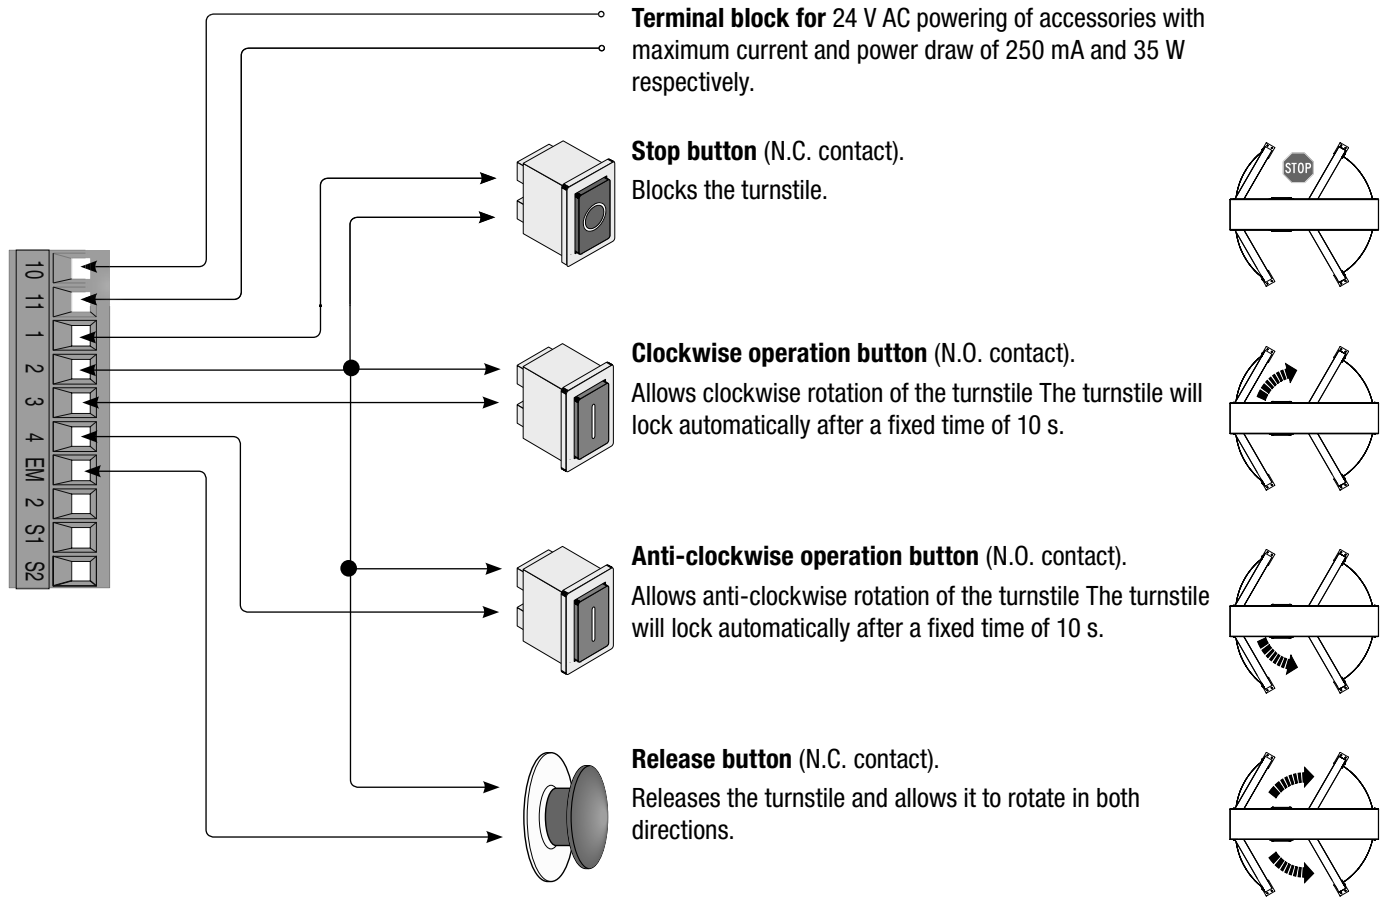 Terminal block for 24 V AC powering of accessories with
maximum current and power draw of 250 mA and 35 W
respectively.
Stop button (N.C. contact).
Blocks the turnstile.
STOP
10
11
1
2
3
4
EM
2
S1
S2
Clockwise operation button (N.O. contact).
Allows clockwise rotation of the turnstile The turnstile will
lock automatically after a fixed time of 10 s.
Anti-clockwise operation button (N.O. contact).
Allows anti-clockwise rotation of the turnstile The turnstile
will lock automatically after a fixed time of 10 s.
Release button (N.C. contact).
Releases the turnstile and allows it to rotate in both
directions.